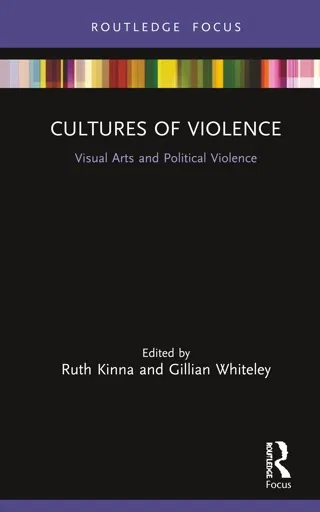 ROUTLEDGE FOCUS
CULTURES OF VIOLENCE
Visual Arts and Political Violence
Edited by
Ruth Kinna and Gillian Whiteley
ROUTLEDGE
Focus